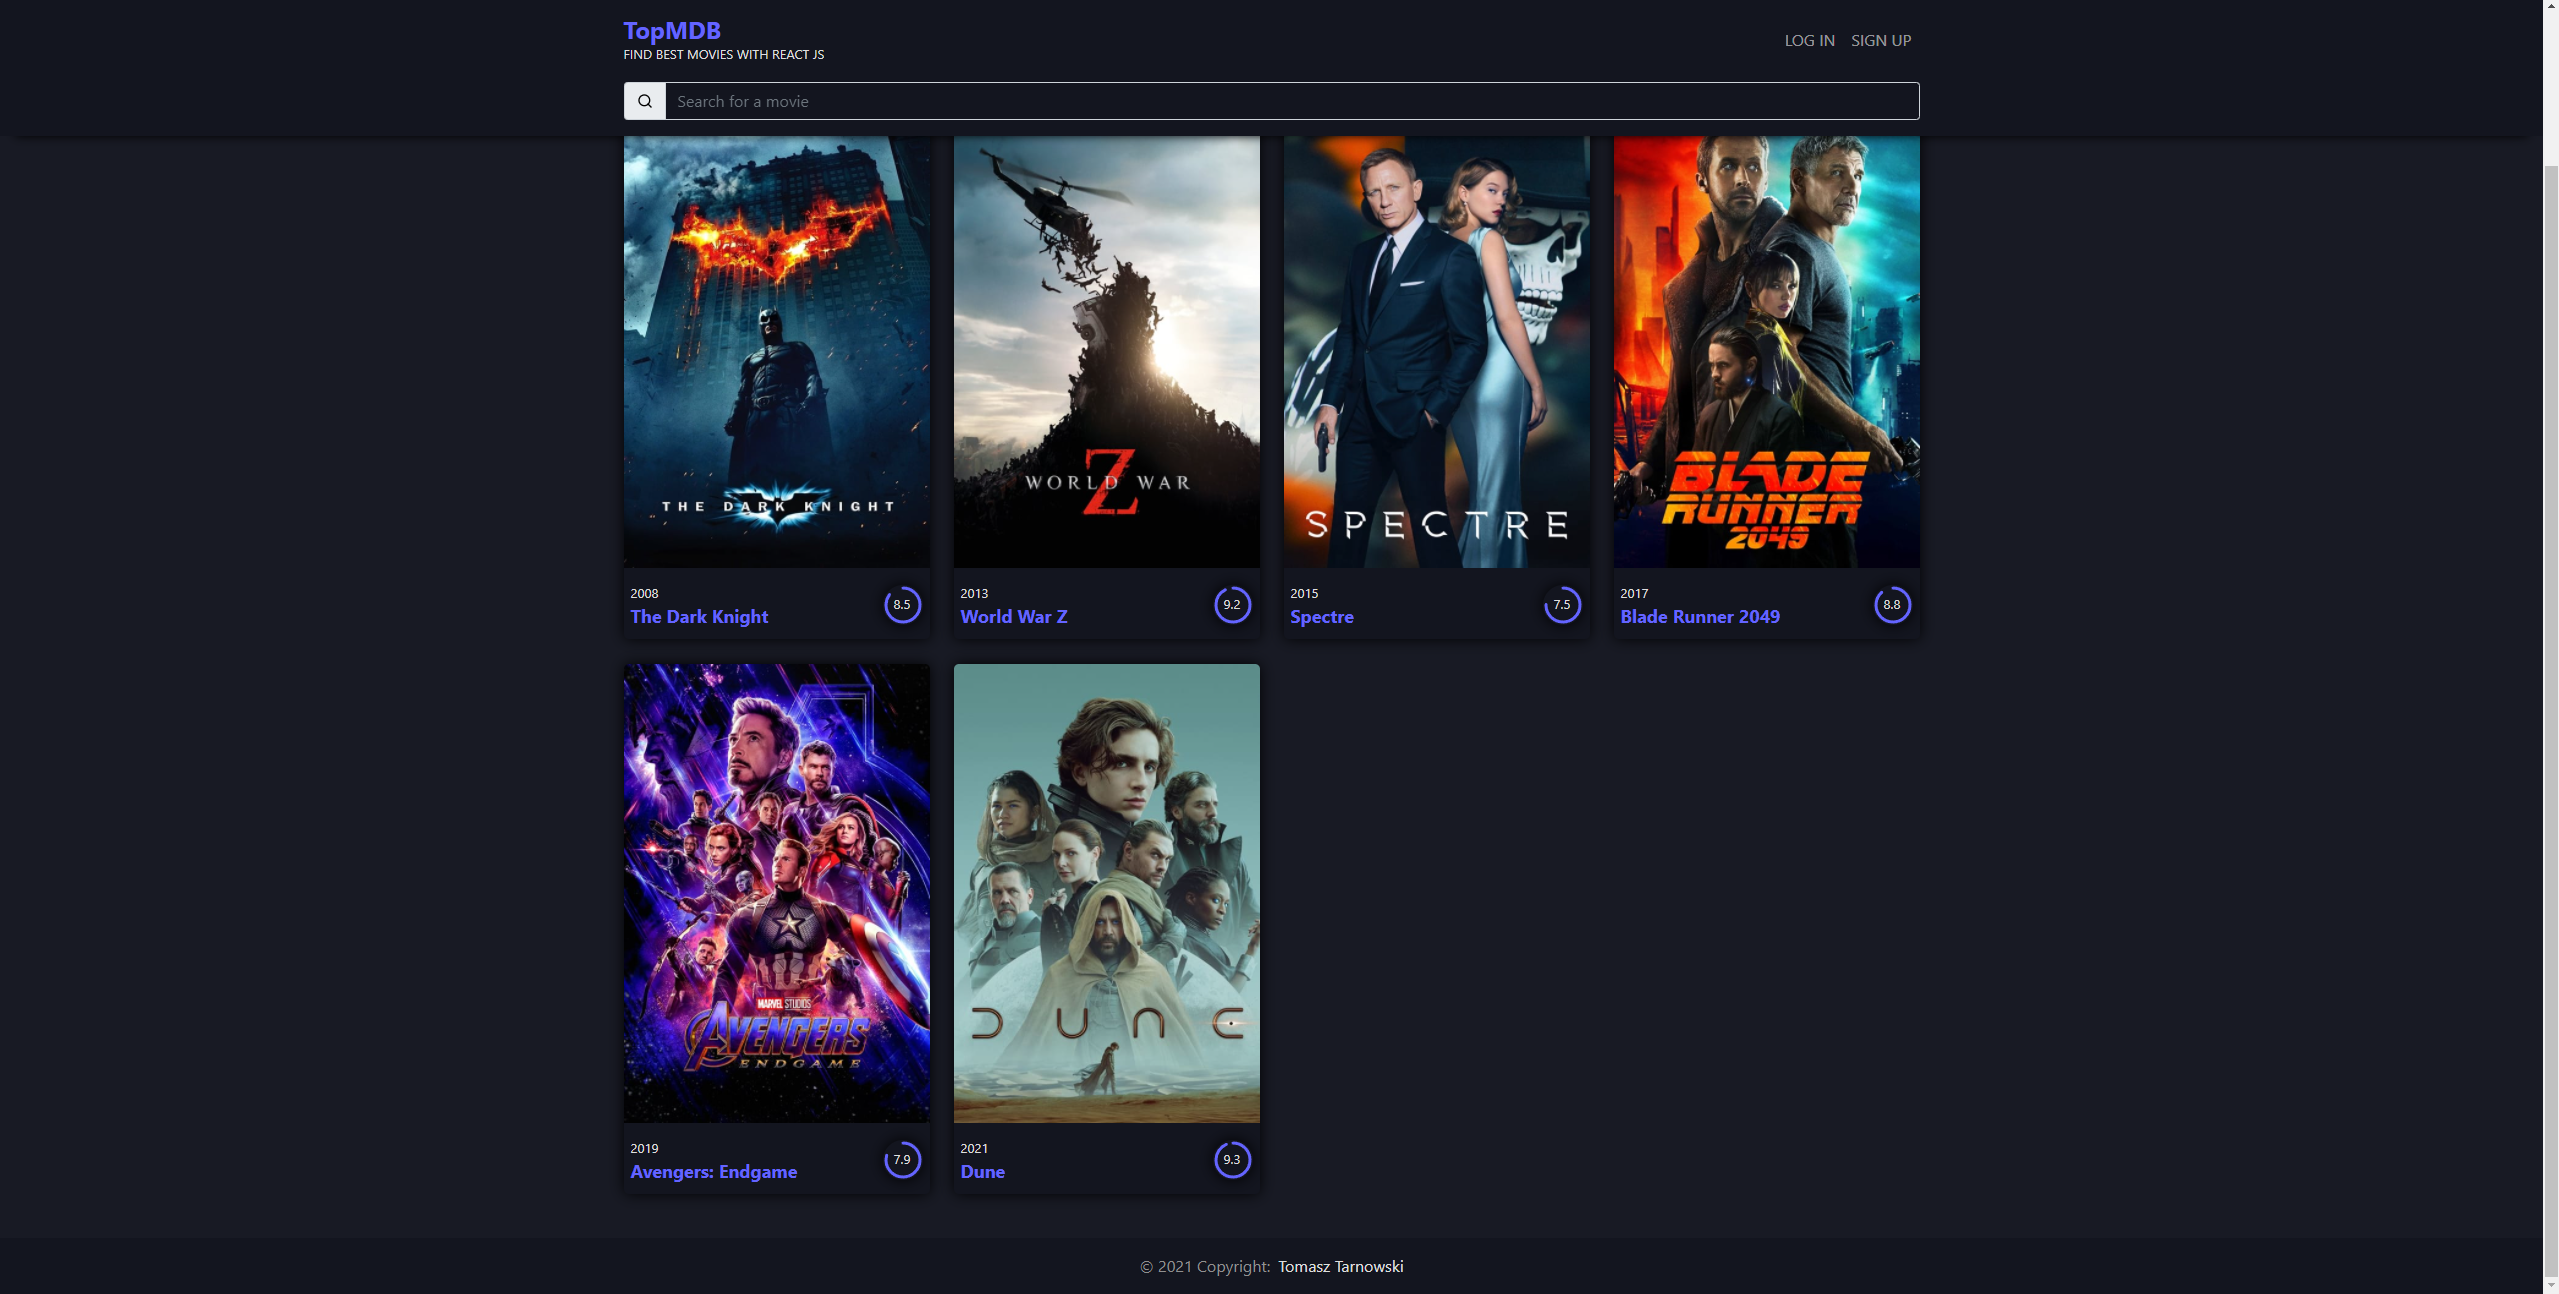 TopMDB
FIND BEST MOVIES WITH REACT JS
LOG IN SIGN UP
Search for a movie
THE DARK KNIGHT
WORLD WAR
Z
SPECTRE
BLADE
RUNNER
2049
2008
The Dark Knight
8.5
2013
World War Z
9.2
2015
Spectre
7.5
2017
Blade Runner 2049
8.8
MARVEL STUDIOS
AVENGERS
ENDGAME
DUNE
2019
Avengers: Endgame
7.9
2021
Dune
9.3
© 2021 Copyright: Tomasz Tarnowski